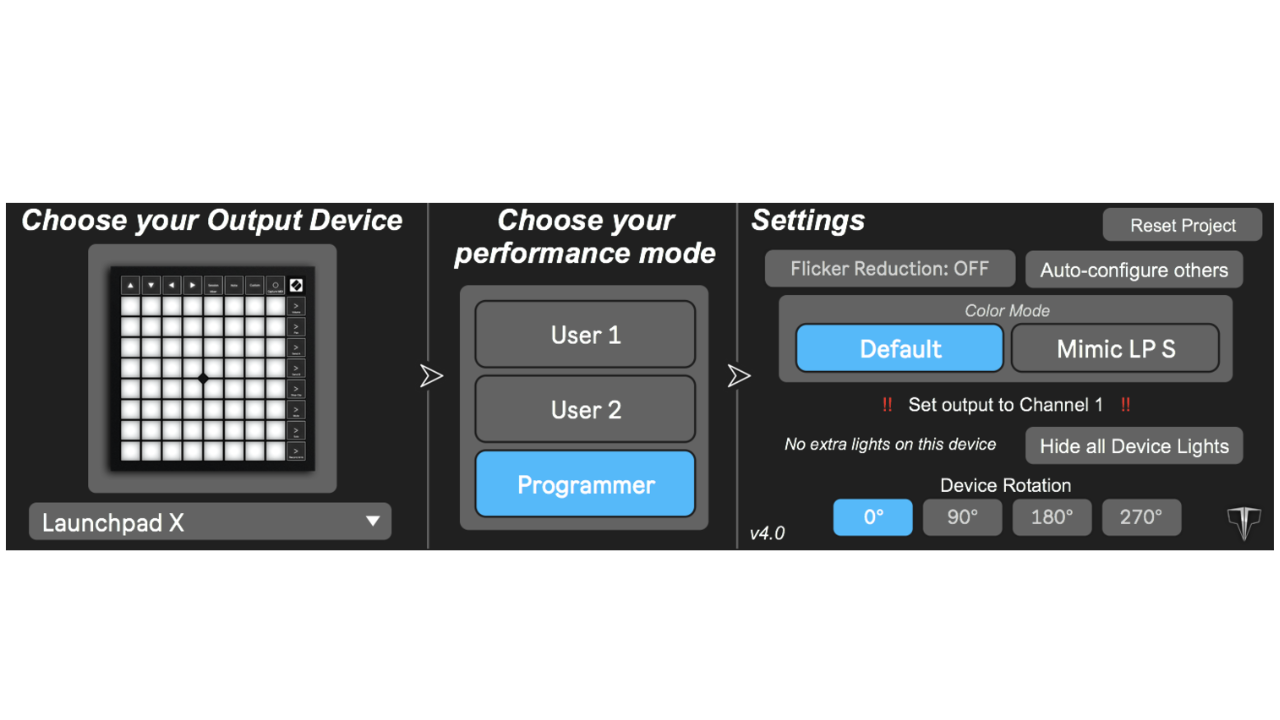 Choose your Output Device
Launchpad X
Choose your
performance mode
User 1
User 2
Programmer
Settings
Reset Project
Flicker Reduction: OFF
Auto-configure others
Color Mode
Default
Mimic LP S
!! Set output to Channel 1 !!
No extra lights on this device
Hide all Device Lights
Device Rotation
0°
90°
180°
270°
v4.0